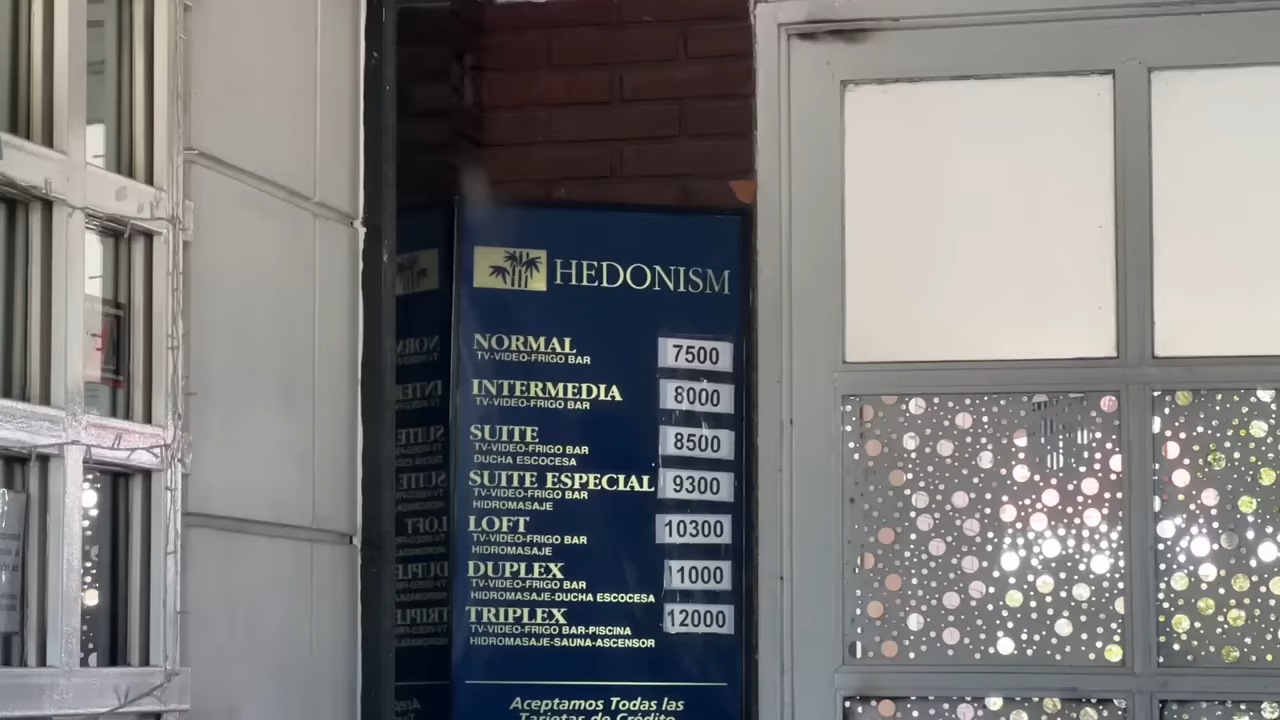 HEDONISM
NORMAL 7500
TV-VIDEO-FRIGO BAR
INTERMEDIA 8000
TV-VIDEO-FRIGO BAR
SUITE 8500
TV-VIDEO-FRIGO BAR
DUCHA ESCOCESA
SUITE ESPECIAL 9300
TV-VIDEO-FRIGO BAR
HIDROMASAJE
LOFT 10300
TV-VIDEO-FRIGO BAR
HIDROMASAJE
DUPLEX 11000
TV-VIDEO-FRIGO BAR
HIDROMASAJE-DUCHA ESCOCESA
TRIPLEX 12000
TV-VIDEO-FRIGO BAR-PISCINA
HIDROMASAJE-SAUNA-ASCENSOR
Aceptamos Todas las
Tarjetas de Crédito